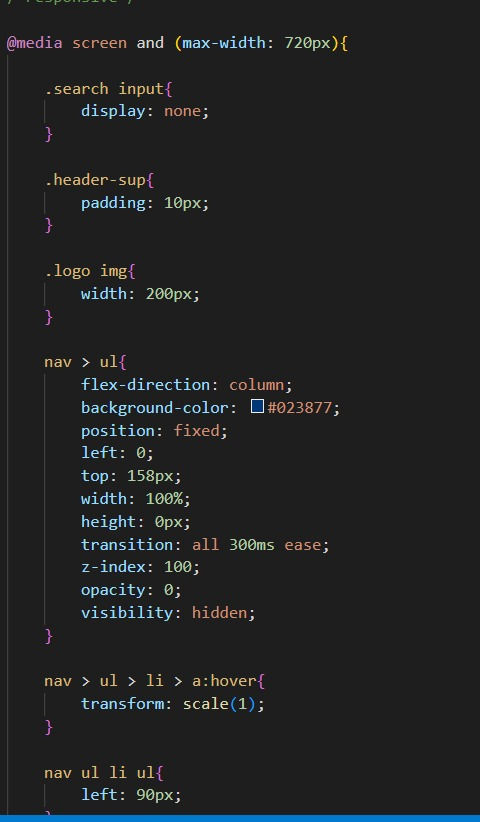 /*responsive*/
@media screen and (max-width: 720px){
.search input{
display: none;
}
.header-sup{
padding: 10px;
}
.logo img{
width: 200px;
}
nav > ul{
flex-direction: column;
background-color: #023877;
position: fixed;
left: 0;
top: 158px;
width: 100%;
height: 0px;
transition: all 300ms ease;
z-index: 100;
opacity: 0;
visibility: hidden;
}
nav > ul > li > a:hover{
transform: scale(1);
}
nav ul li ul{
left: 90px;
}